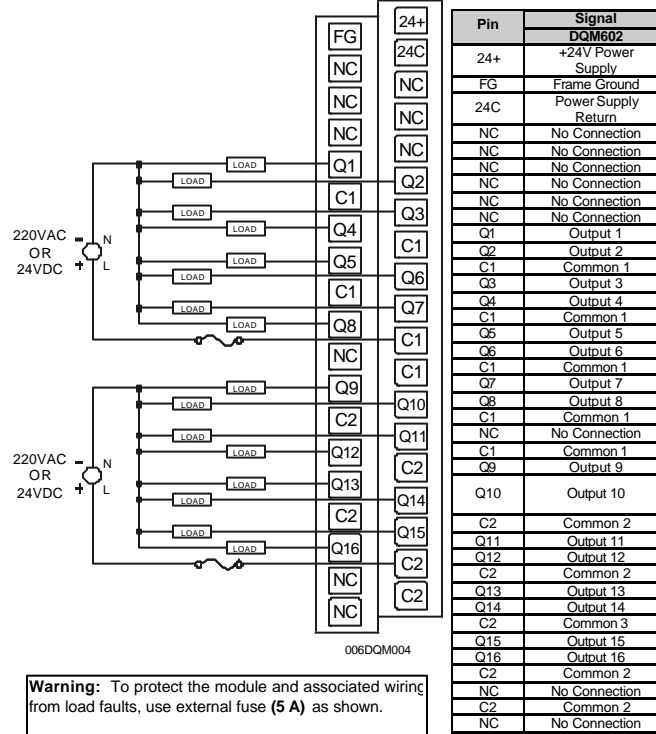 24+
FG
24C
NC
NC
NC
NC
NC
NC
Q1
LOAD
Q2
LOAD
C1
Q3
LOAD
Q4
LOAD
C1
220VAC
OR
24VDC
- N
+ L
Q5
LOAD
Q6
LOAD
C1
Q7
LOAD
Q8
LOAD
C1
NC
C1
Q9
LOAD
Q10
LOAD
C2
Q11
LOAD
Q12
LOAD
C2
220VAC
OR
24VDC
- N
+ L
Q13
LOAD
Q14
LOAD
C2
Q15
LOAD
Q16
LOAD
C2
NC
C2
NC
006DQM004
Warning: To protect the module and associated wiring
from load faults, use external fuse (5 A) as shown.
Pin Signal
DQM602
24+ +24V Power
Supply
FG Frame Ground
24C Power Supply
Return
NC No Connection
NC No Connection
NC No Connection
NC No Connection
NC No Connection
NC No Connection
Q1 Output 1
Q2 Output 2
C1 Common 1
Q3 Output 3
Q4 Output 4
C1 Common 1
Q5 Output 5
Q6 Output 6
C1 Common 1
Q7 Output 7
Q8 Output 8
C1 Common 1
NC No Connection
C1 Common 1
Q9 Output 9
Q10 Output 10
C2 Common 2
Q11 Output 11
Q12 Output 12
C2 Common 2
Q13 Output 13
Q14 Output 14
C2 Common 3
Q15 Output 15
Q16 Output 16
C2 Common 2
NC No Connection
C2 Common 2
NC No Connection